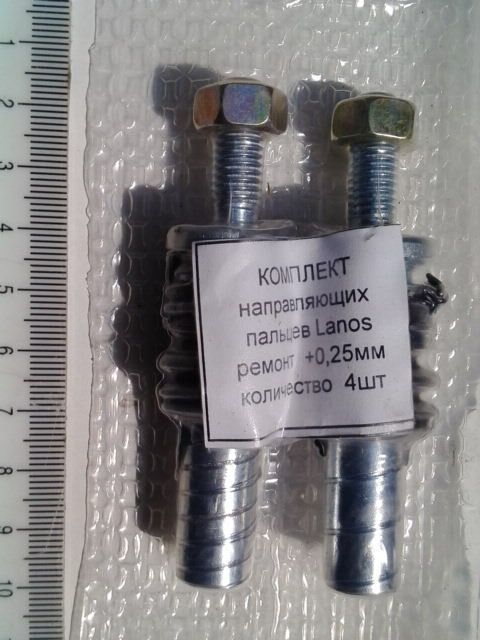 КОМПЛЕКТ
направляющих
пальцев Lanos
ремонт +0,25мм
количество 4шт
1
2
3
4
5
6
7
8
9
10